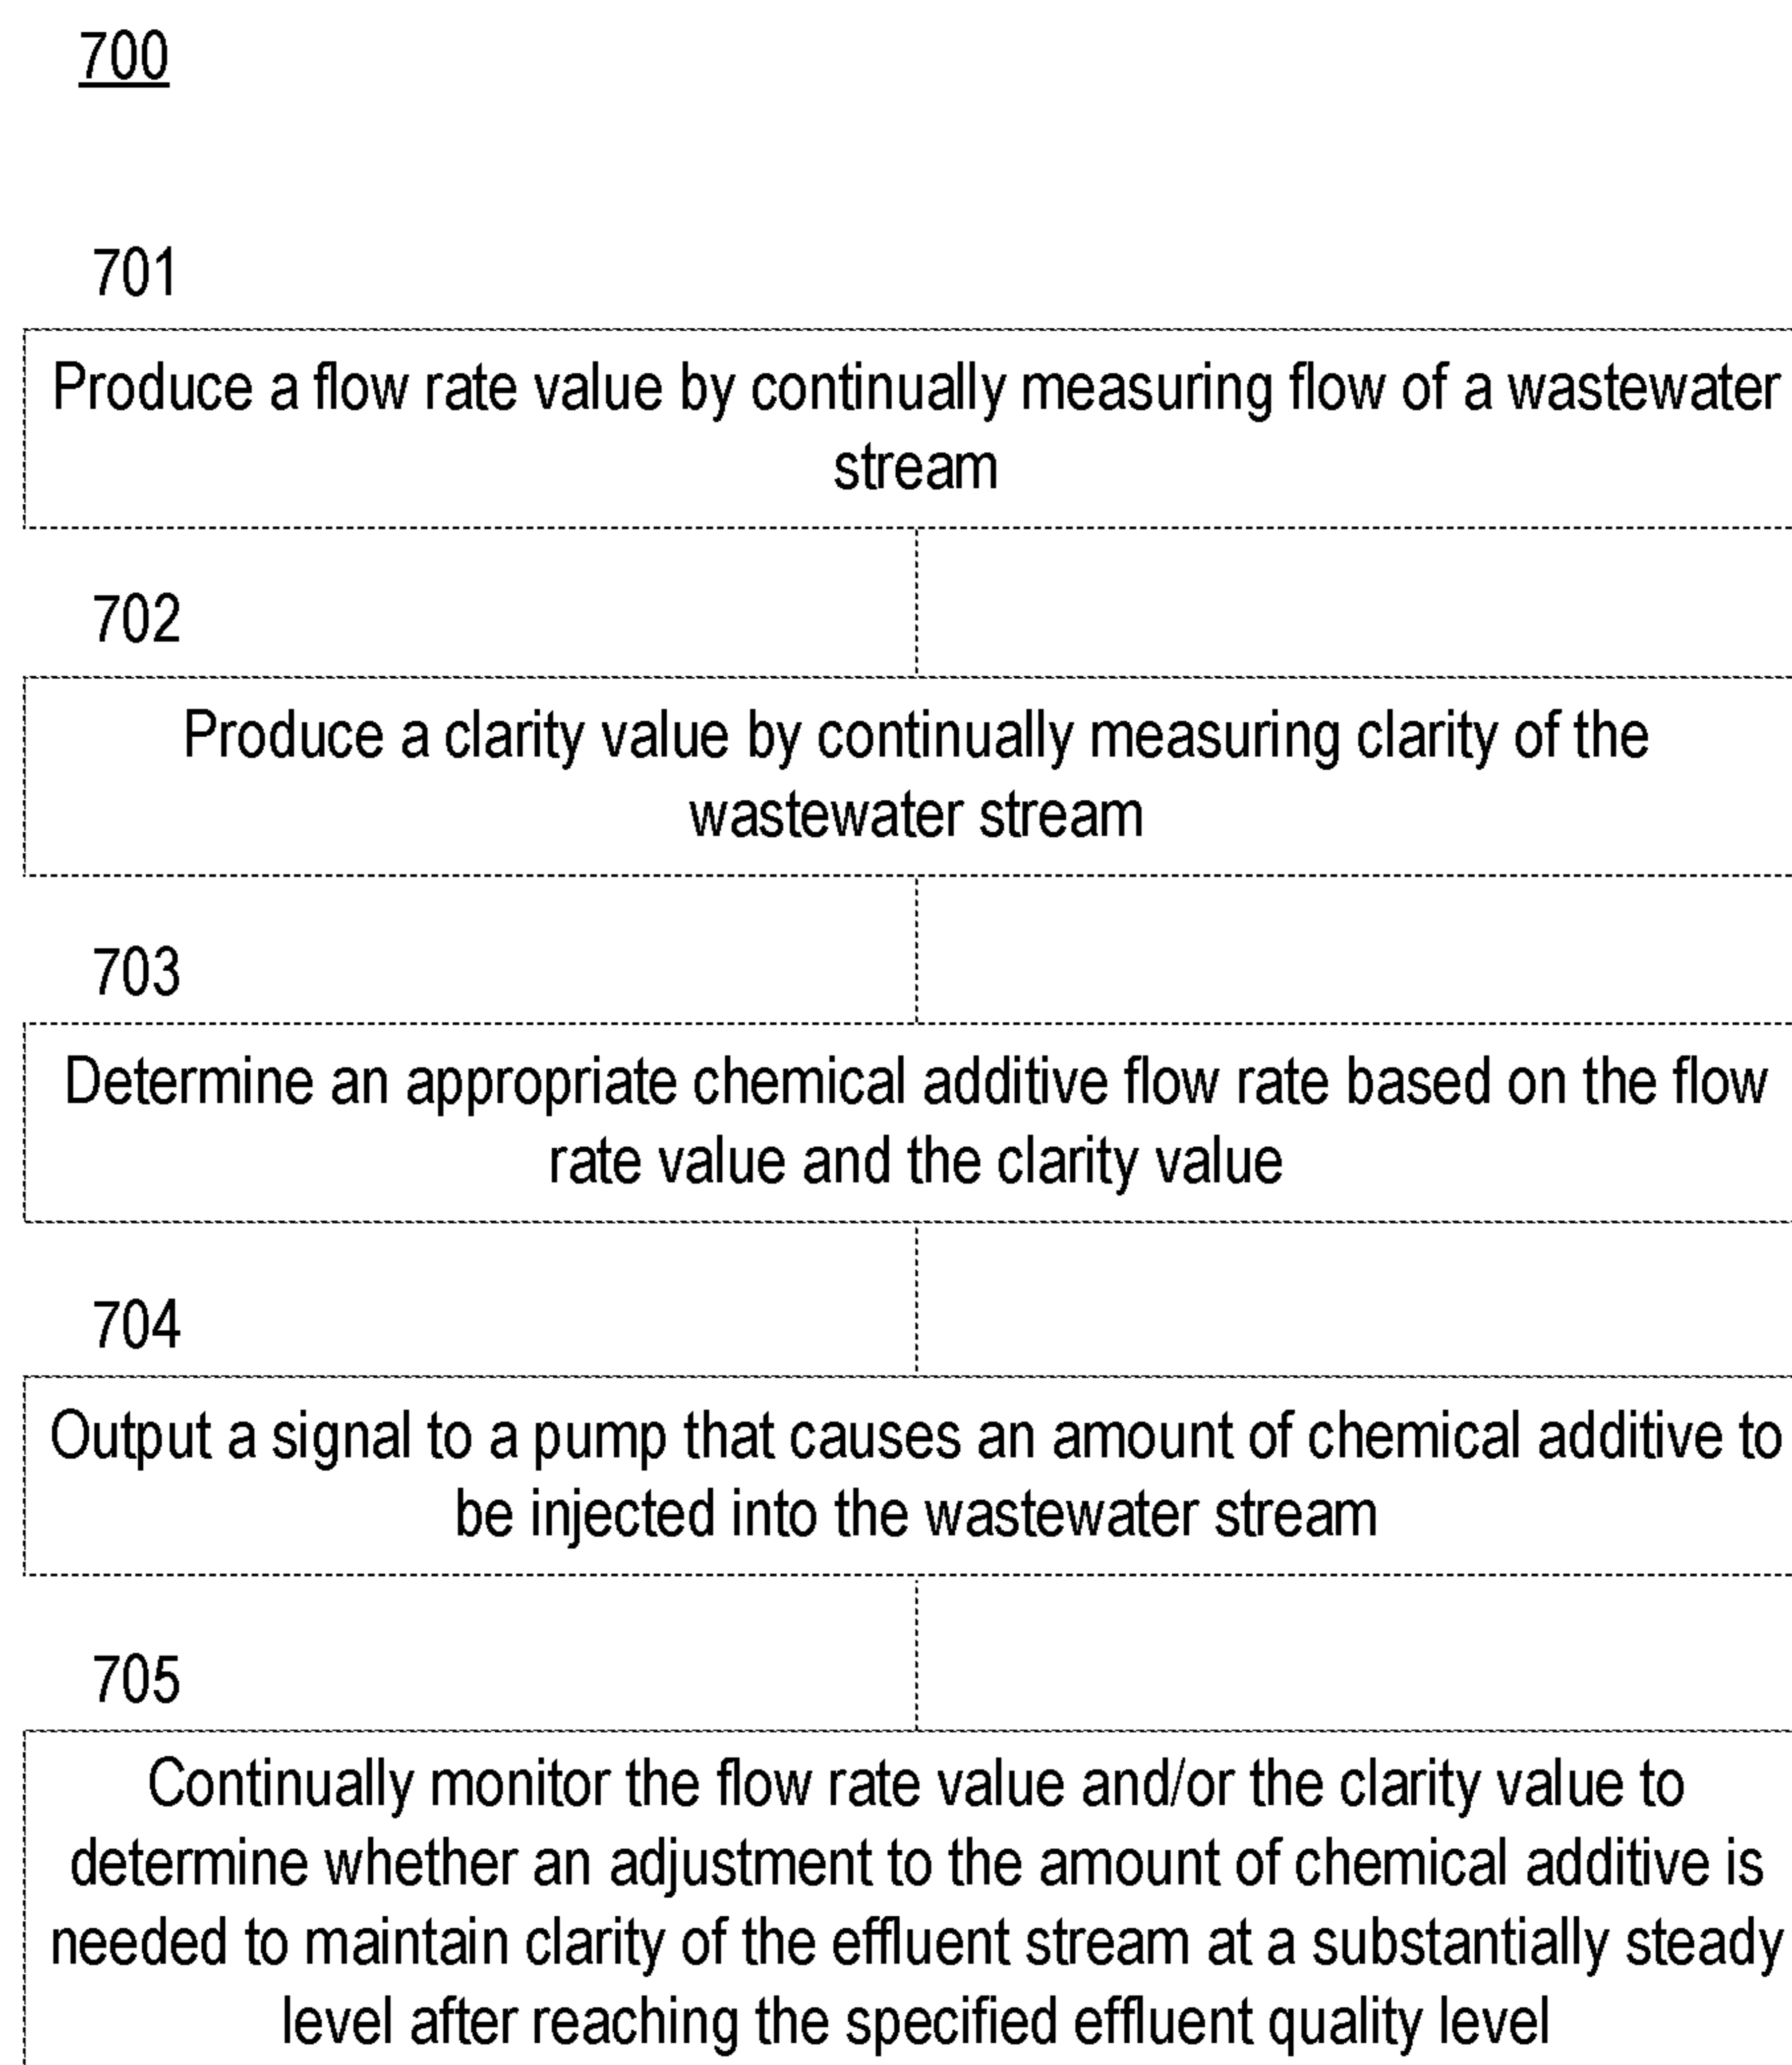 700
701
Produce a flow rate value by continually measuring flow of a wastewater
stream
702
Produce a clarity value by continually measuring clarity of the
wastewater stream
703
Determine an appropriate chemical additive flow rate based on the flow
rate value and the clarity value
704
Output a signal to a pump that causes an amount of chemical additive to
be injected into the wastewater stream
705
Continually monitor the flow rate value and/or the clarity value to
determine whether an adjustment to the amount of chemical additive is
needed to maintain clarity of the effluent stream at a substantially steady
level after reaching the specified effluent quality level